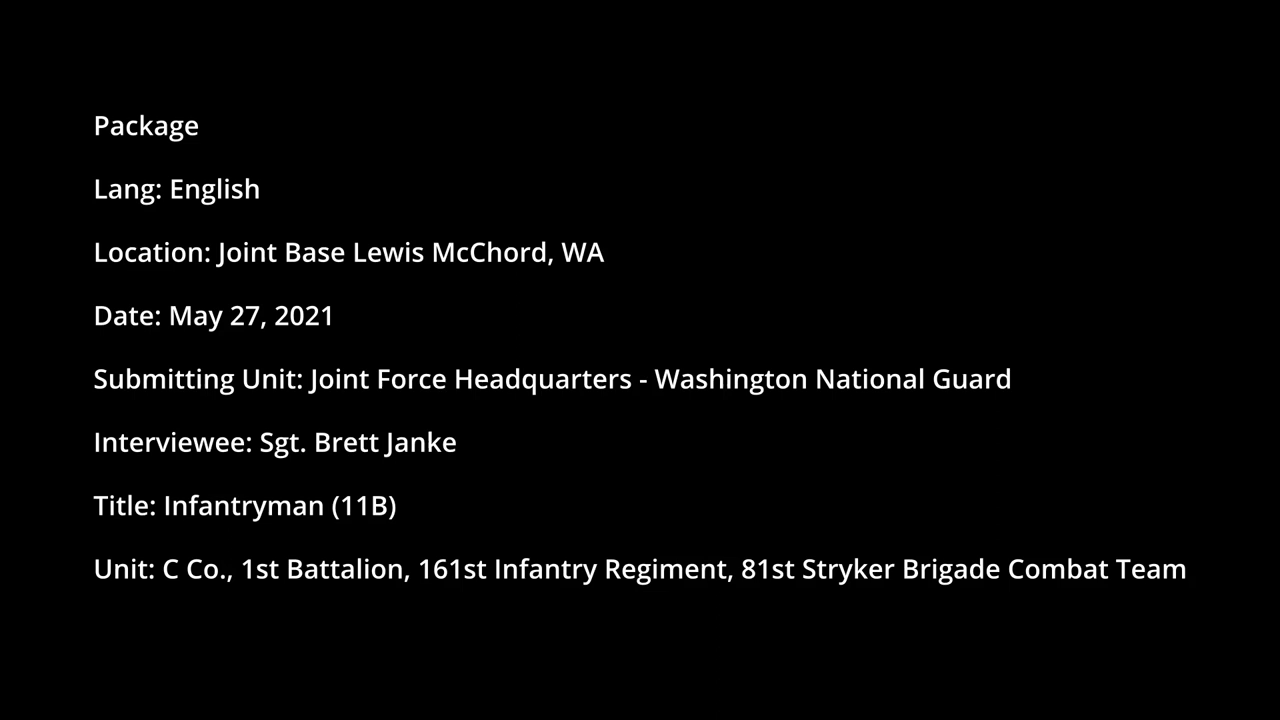 Package
Lang: English
Location: Joint Base Lewis McChord, WA
Date: May 27, 2021
Submitting Unit: Joint Force Headquarters - Washington National Guard
Interviewee: Sgt. Brett Janke
Title: Infantryman (11B)
Unit: C Co., 1st Battalion, 161st Infantry Regiment, 81st Stryker Brigade Combat Team